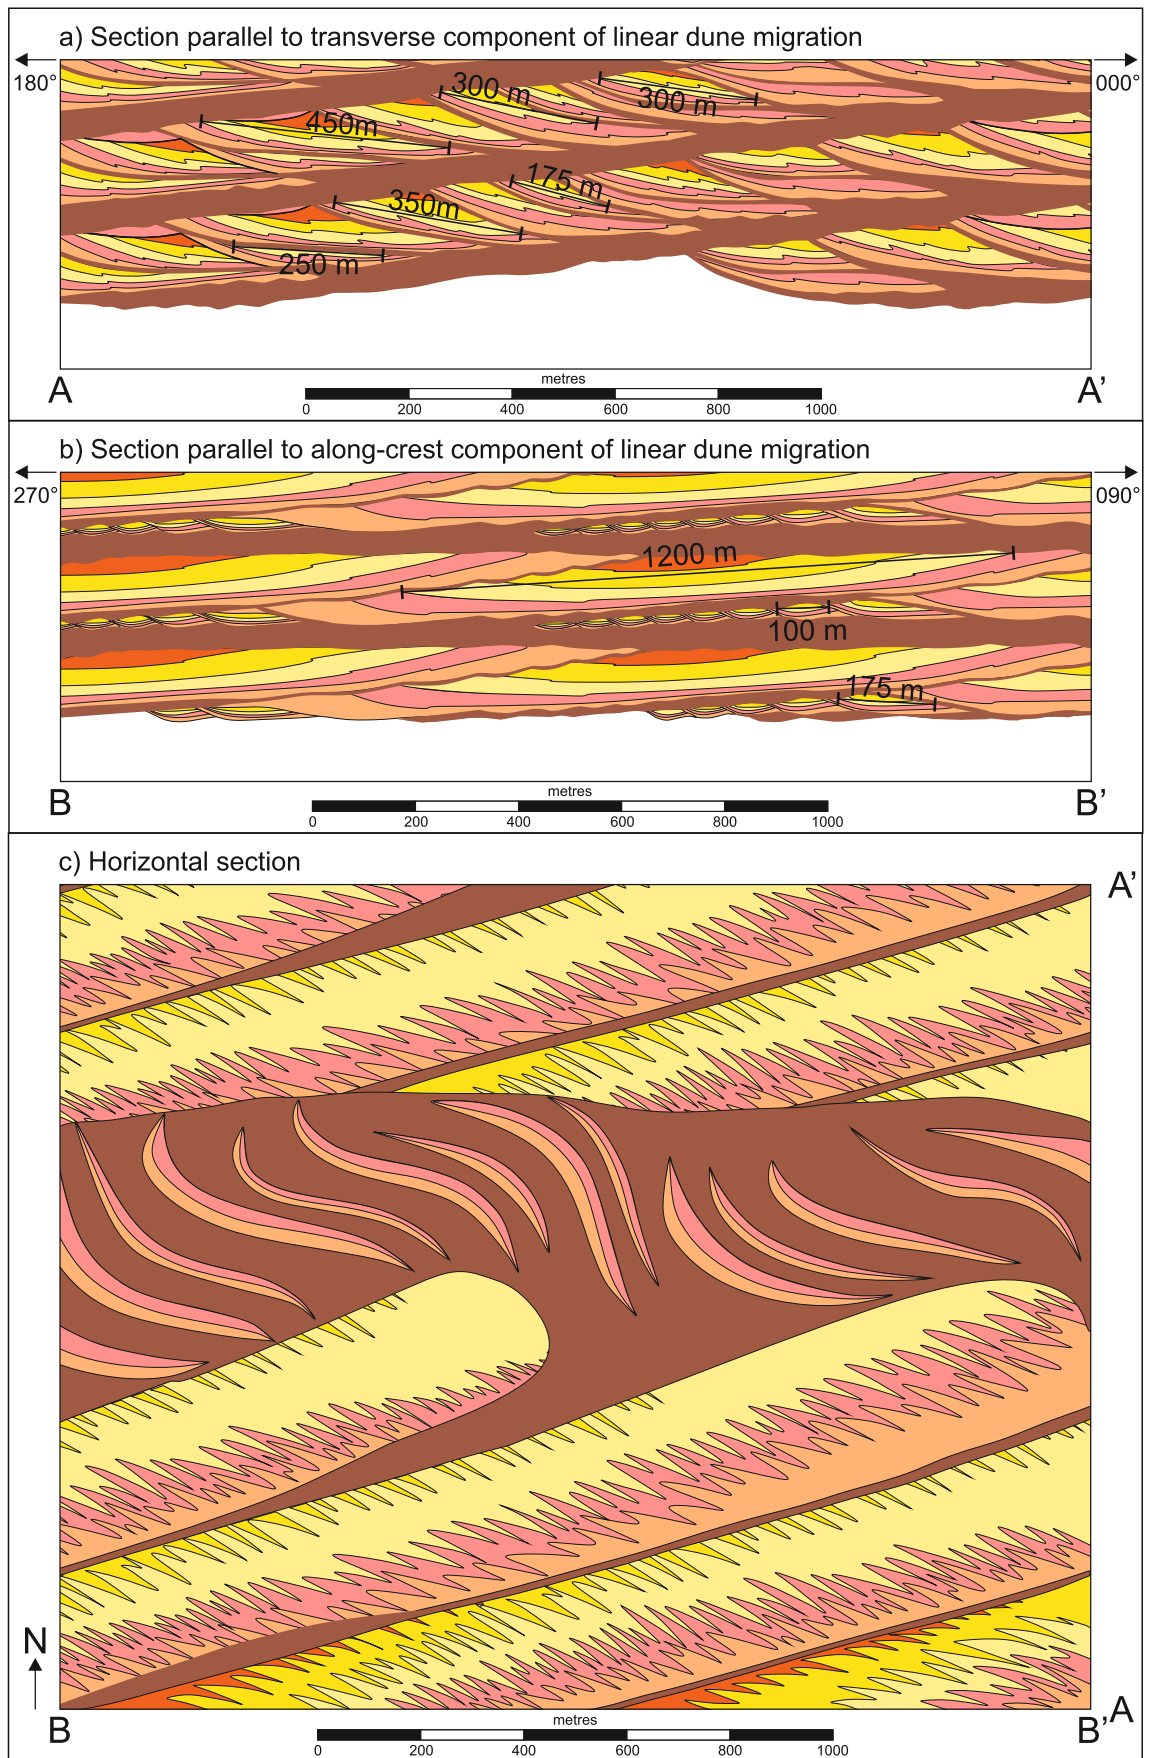 a) Section parallel to transverse component of linear dune migration
180°
000°
300 m
300 m
450m
175 m
350m
250 m
A
A’
metres
0 200 400 600 800 1000
b) Section parallel to along-crest component of linear dune migration
270°
090°
1200 m
100 m
175 m
B
B’
metres
0 200 400 600 800 1000
c) Horizontal section
A’
N
A
B
B’
metres
0 200 400 600 800 1000